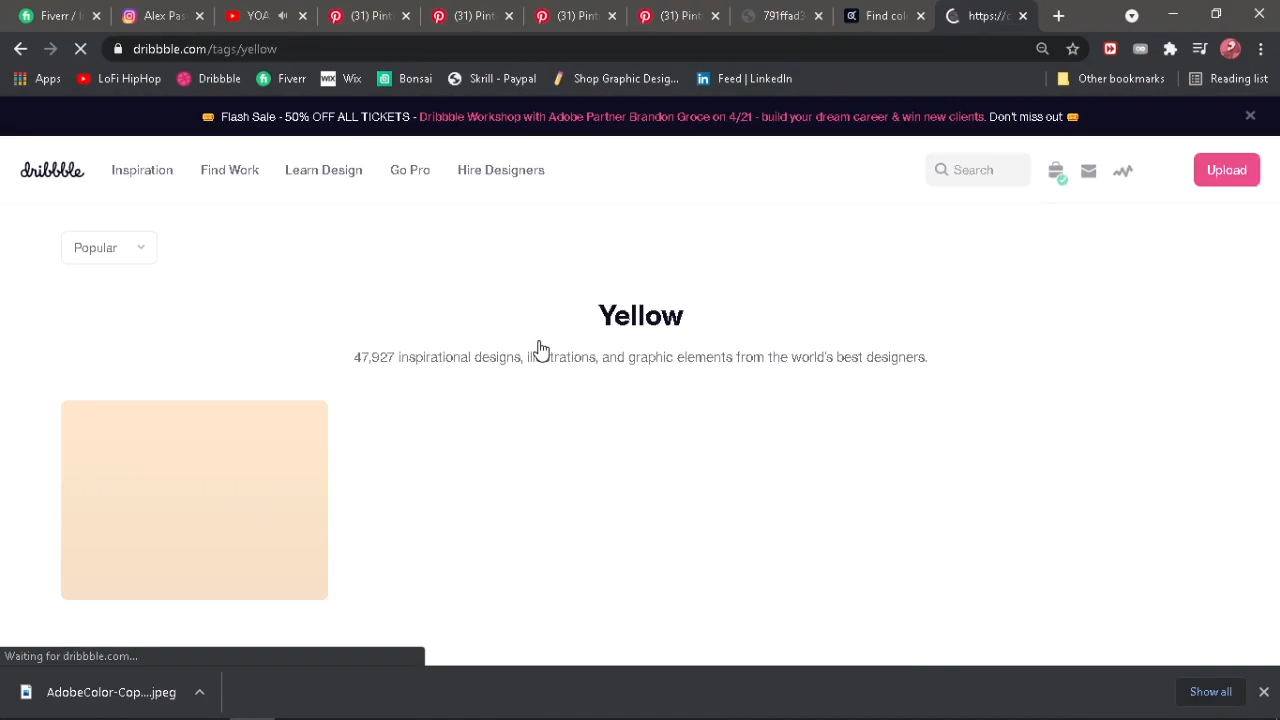 Fiverr / I
Alex Pas
YOA
(31) Pint
(31) Pint
(31) Pint
(31) Pint
791ffad3
Find col
https://c
dribbble.com/tags/yellow
Apps
LoFi HipHop
Dribbble
Fiverr
WIX Wix
Bonsai
Skrill - Paypal
Shop Graphic Desig...
Feed | LinkedIn
Other bookmarks
Reading list
Flash Sale - 50% OFF ALL TICKETS - Dribbble Workshop with Adobe Partner Brandon Groce on 4/21 - build your dream career & win new clients. Don't miss out
dribbble
Inspiration
Find Work
Learn Design
Go Pro
Hire Designers
Search
Upload
Popular
Yellow
47,927 inspirational designs, illustrations, and graphic elements from the world's best designers.
Waiting for dribbble.com...
AdobeColor-Cop....jpeg
Show all